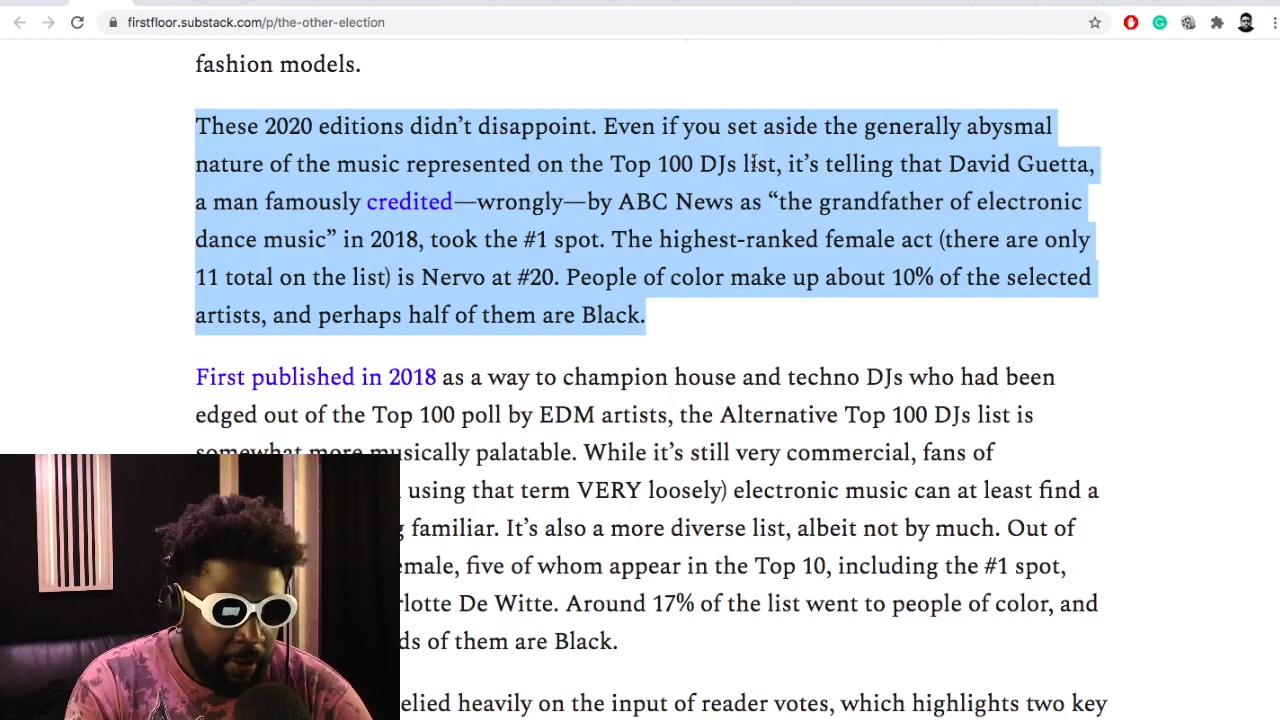 firstfloor.substack.com/p/the-other-election
fashion models.
These 2020 editions didn’t disappoint. Even if you set aside the generally abysmal
nature of the music represented on the Top 100 DJs list, it’s telling that David Guetta,
a man famously credited—wrongly—by ABC News as “the grandfather of electronic
dance music” in 2018, took the #1 spot. The highest-ranked female act (there are only
11 total on the list) is Nervo at #20. People of color make up about 10% of the selected
artists, and perhaps half of them are Black.
First published in 2018 as a way to champion house and techno DJs who had been
edged out of the Top 100 poll by EDM artists, the Alternative Top 100 DJs list is
somewhat more musically palatable. While it’s still very commercial, fans of
using that term VERY loosely) electronic music can at least find a
familiar. It’s also a more diverse list, albeit not by much. Out of
five of whom appear in the Top 10, including the #1 spot,
De Witte. Around 17% of the list went to people of color, and
of them are Black.
heavily on the input of reader votes, which highlights two key